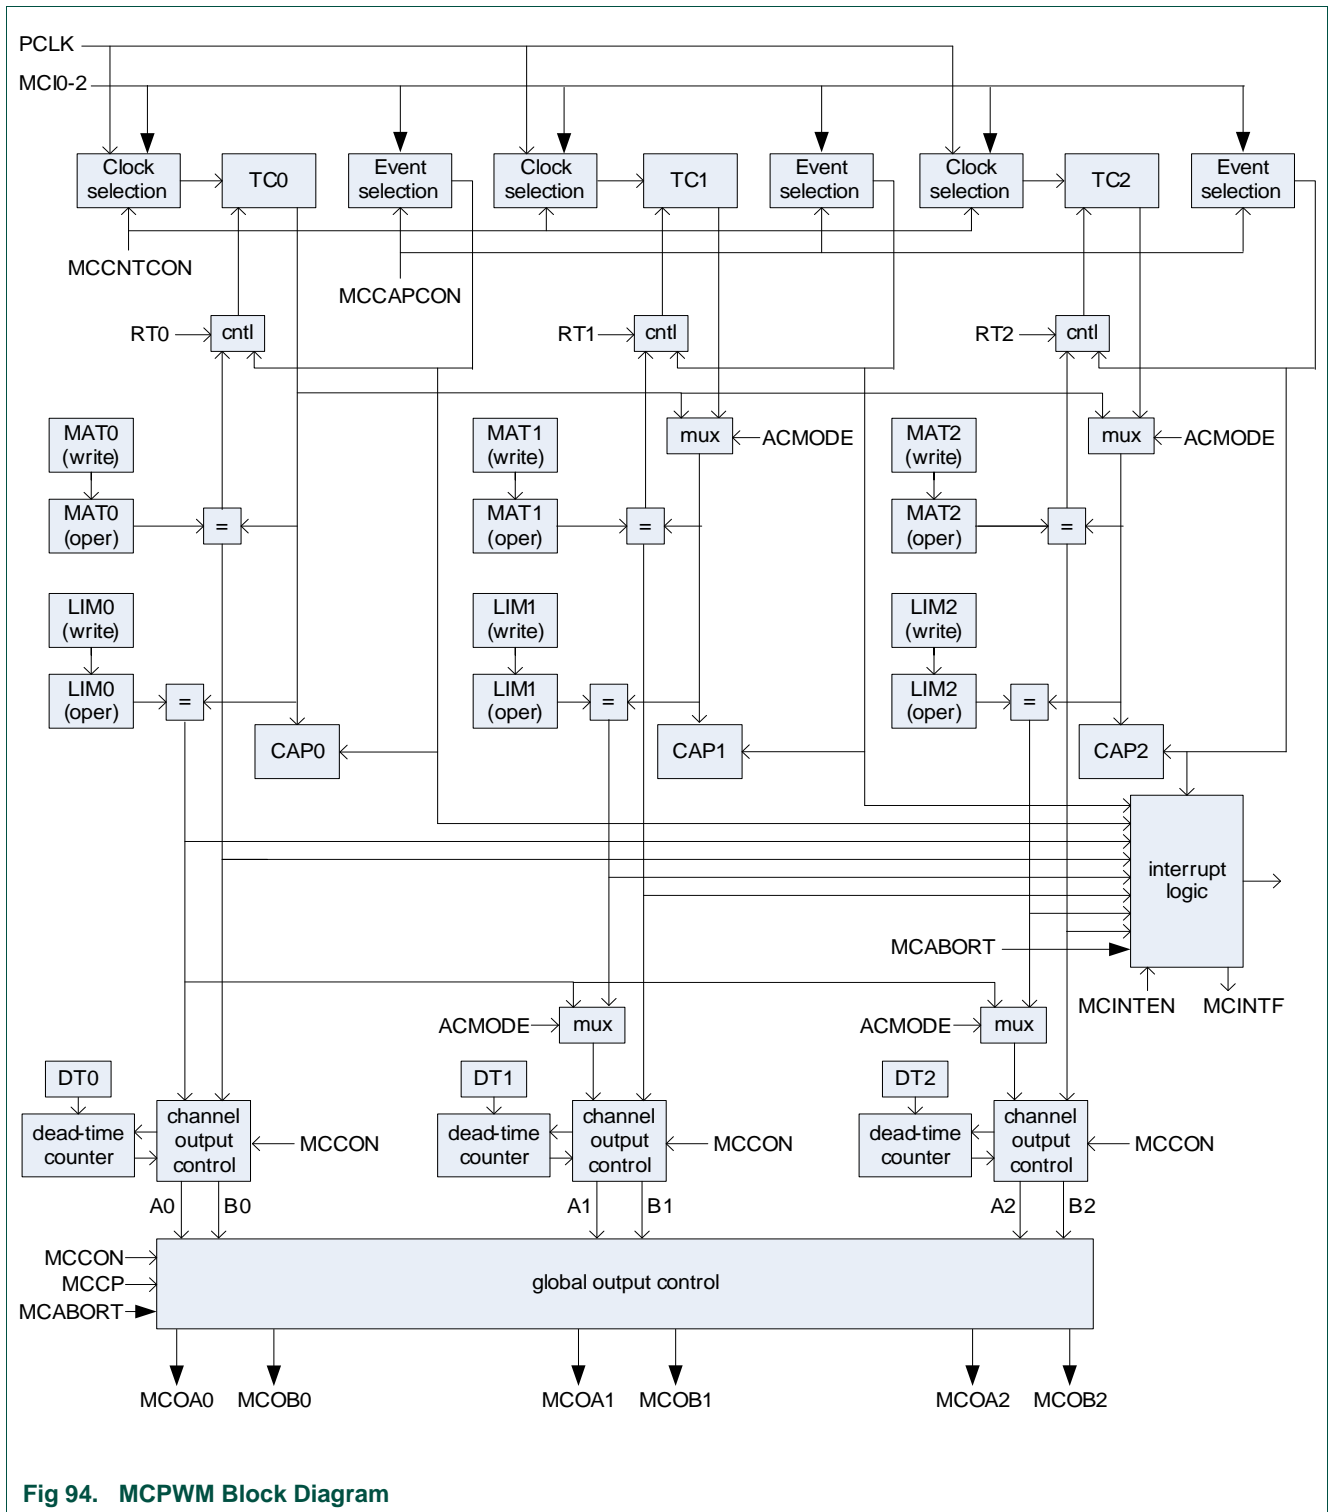 PCLK
MCI0-2
Clock
selection
TC0
Event
selection
Clock
selection
TC1
Event
selection
Clock
selection
TC2
Event
selection
MCCNTCON
MCCAPCON
RT0
cntl
RT1
cntl
RT2
cntl
MAT0
(write)
MAT1
(write)
mux
ACMODE
MAT2
(write)
mux
ACMODE
MAT0
(oper)
=
MAT1
(oper)
=
MAT2
(oper)
=
LIM0
(write)
LIM1
(write)
LIM2
(write)
LIM0
(oper)
=
LIM1
(oper)
=
LIM2
(oper)
=
CAP0
CAP1
CAP2
interrupt
logic
MCABORT
MCINTEN
MCINTF
ACMODE
mux
ACMODE
mux
DT0
DT1
DT2
dead-time
counter
channel
output
control
MCCON
dead-time
counter
channel
output
control
MCCON
dead-time
counter
channel
output
control
MCCON
A0
B0
A1
B1
A2
B2
MCCON
MCCP
MCABORT
global output control
MCOA0
MCOB0
MCOA1
MCOB1
MCOA2
MCOB2
Fig 94. MCPWM Block Diagram